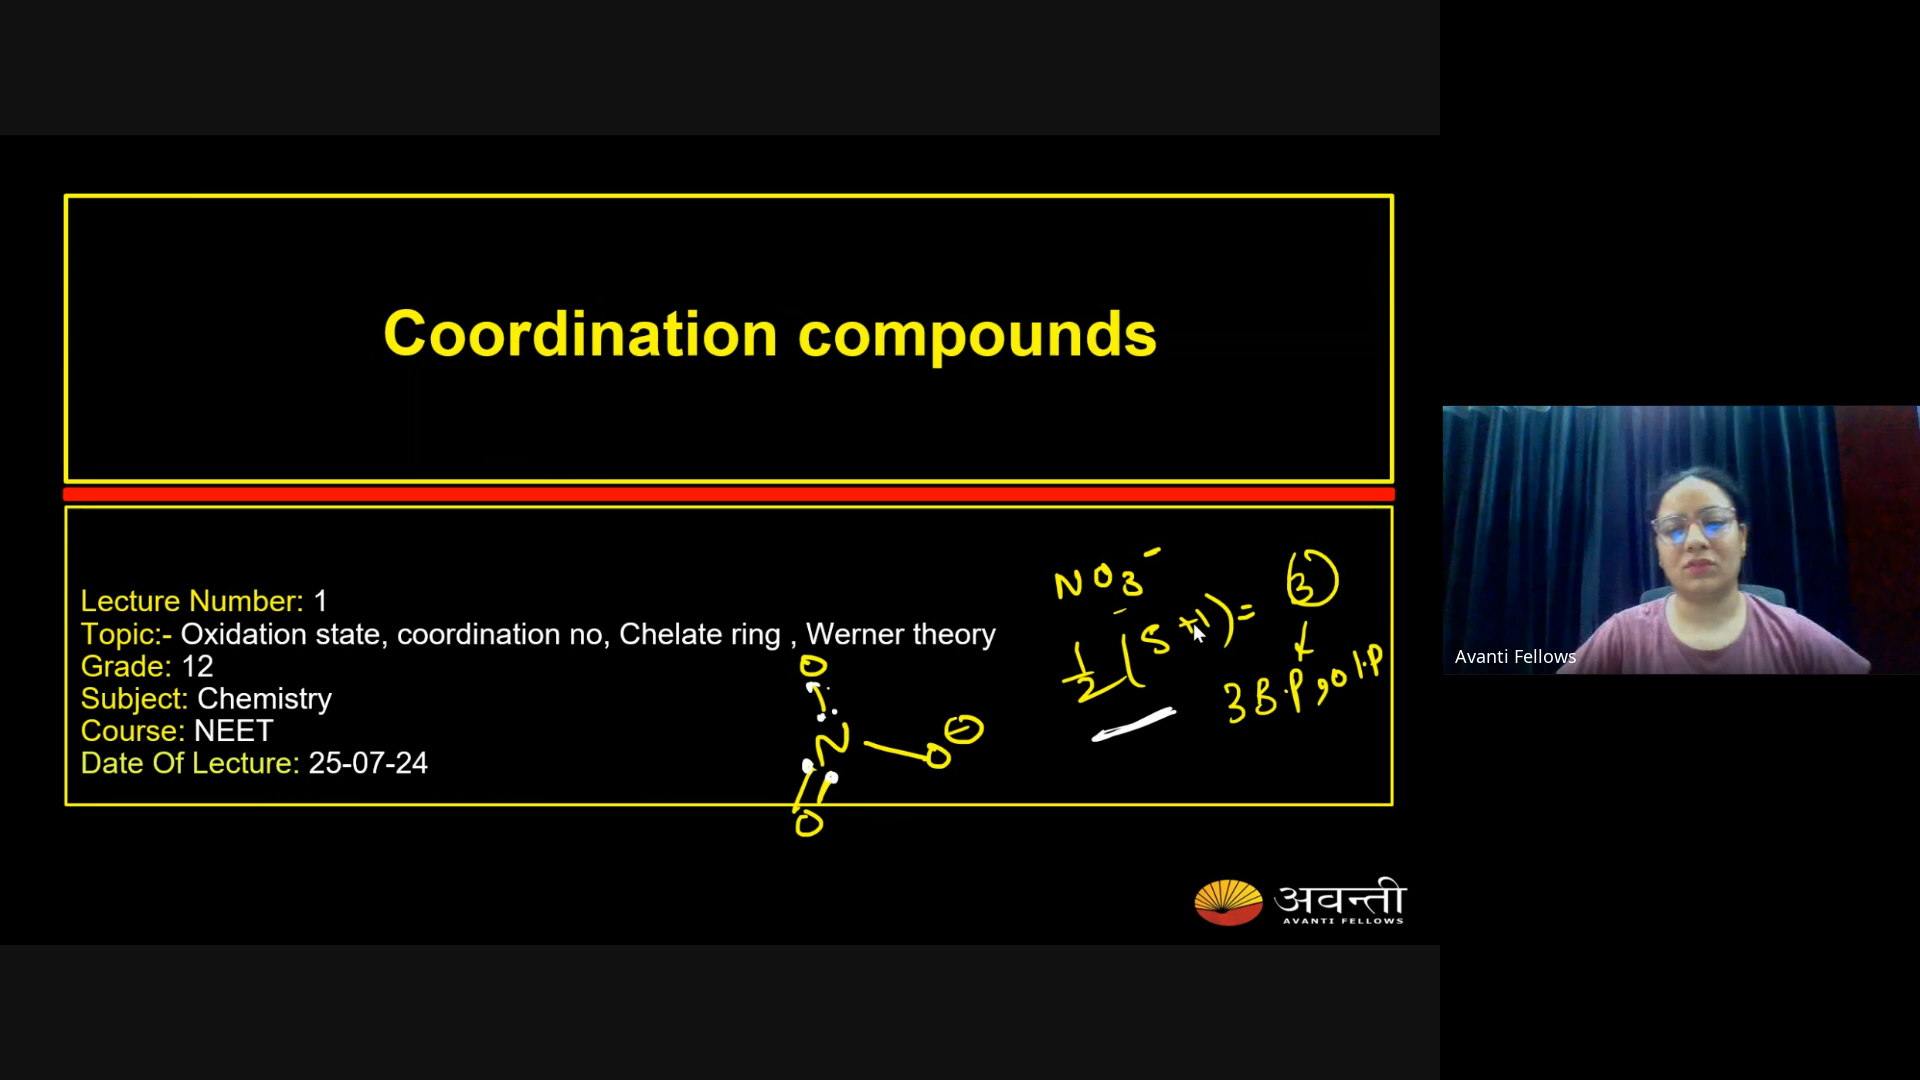 Coordination compounds
Lecture Number: 1
Topic:- Oxidation state, coordination no, Chelate ring , Werner theory
Grade: 12
Subject: Chemistry
Course: NEET
Date Of Lecture: 25-07-24
NO3-
1/2 (5+1) = 3
3 B.P, 0 l.P
O
N O ⊖
O
Avanti Fellows
अवन्ती
AVANTI FELLOWS